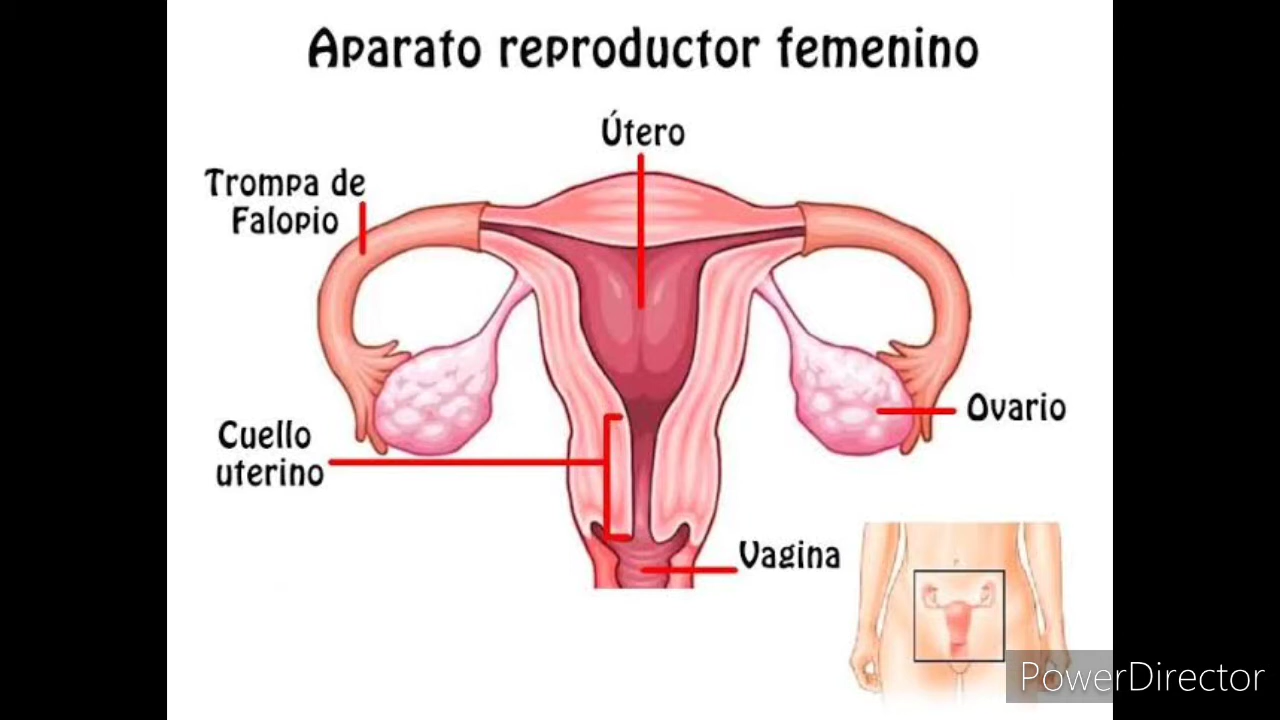 Aparato reproductor femenino
Útero
Trompa de
Falopio
Ovario
Cuello
uterino
Vagina
PowerDirector